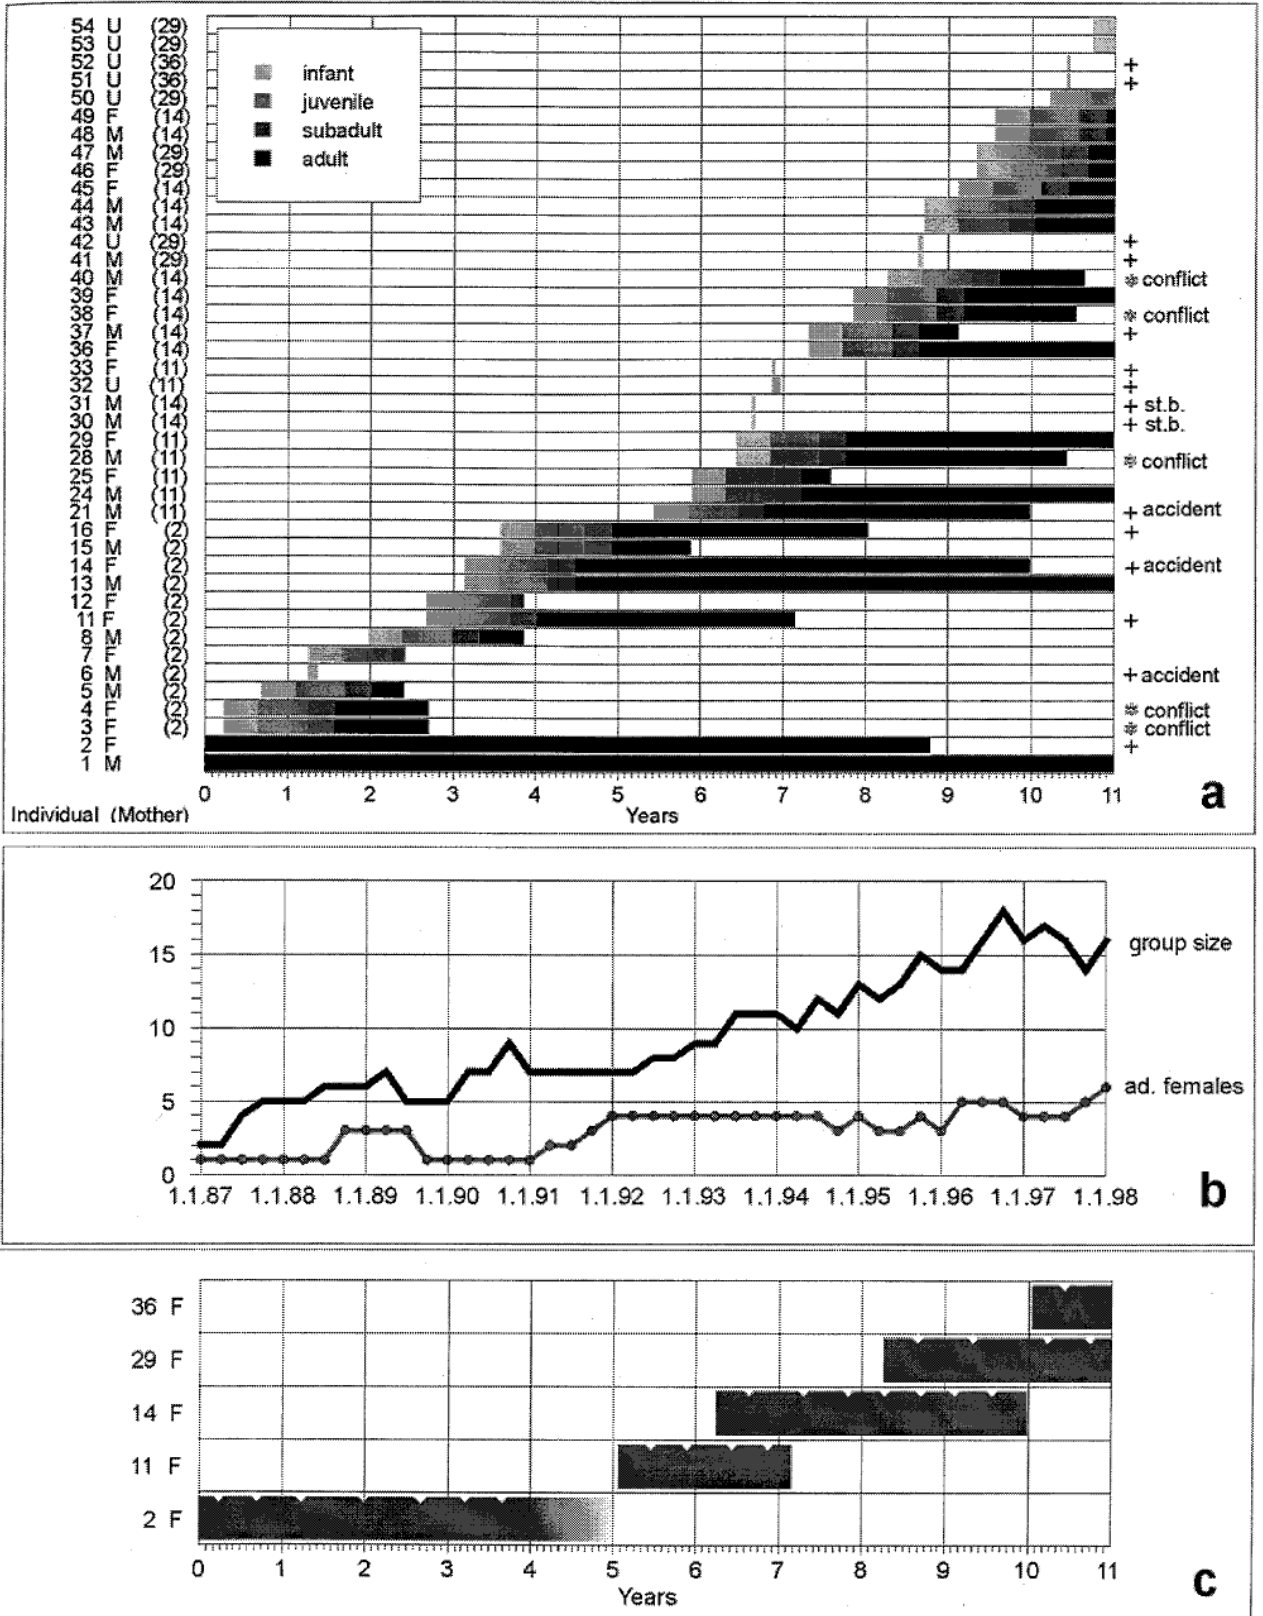 54 U (29)
53 U (29)
52 U (36) +
51 U (36) +
50 U (29)
49 F (14)
48 M (14)
47 M (29)
46 F (29)
45 F (14)
44 M (14)
43 M (14)
42 U (29) +
41 M (29) +
40 M (14) * conflict
39 F (14)
38 F (14) * conflict
37 M (14) +
36 F (14)
33 F (11) +
32 U (11) +
31 M (14) + st.b.
30 M (14) + st.b.
29 F (11)
28 M (11) * conflict
25 F (11)
24 M (11)
21 M (11) + accident
16 F (2) +
15 M (2)
14 F (2) + accident
13 M (2)
12 F (2)
11 F (2) +
8 M (2)
7 F (2)
6 M (2) + accident
5 M (2)
4 F (2) * conflict
3 F (2) * conflict
2 F +
1 M
infant
juvenile
subadult
adult
0 1 2 3 4 5 6 7 8 9 10 11
Individual (Mother) Years
a
20
15
10
5
0
group size
ad. females
1.1.87 1.1.88 1.1.89 1.1.90 1.1.91 1.1.92 1.1.93 1.1.94 1.1.95 1.1.96 1.1.97 1.1.98
b
36 F
29 F
14 F
11 F
2 F
0 1 2 3 4 5 6 7 8 9 10 11
Years
c